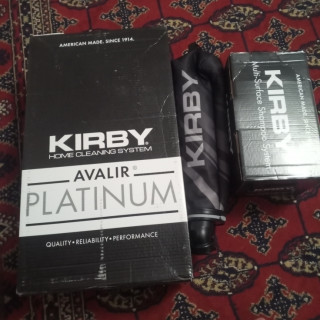 AMERICAN MADE. SINCE 1914.
KIRBY®
HOME CLEANING SYSTEM
AVALIR®
PLATINUM
QUALITY • RELIABILITY • PERFORMANCE
KIRBY
KIRBY
Multi-Surface Shampoo System
AMERICAN MADE.